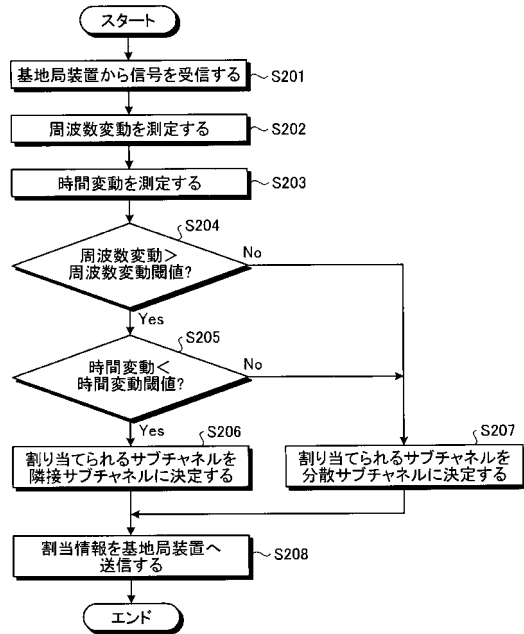 スタート
基地局装置から信号を受信する
S201
周波数変動を測定する
S202
時間変動を測定する
S203
S204
周波数変動>
周波数変動閾値?
No
Yes
S205
時間変動<
時間変動閾値?
No
Yes
S206
割り当てられるサブチャネルを
隣接サブチャネルに決定する
S207
割り当てられるサブチャネルを
分散サブチャネルに決定する
割当情報を基地局装置へ
送信する
S208
エンド